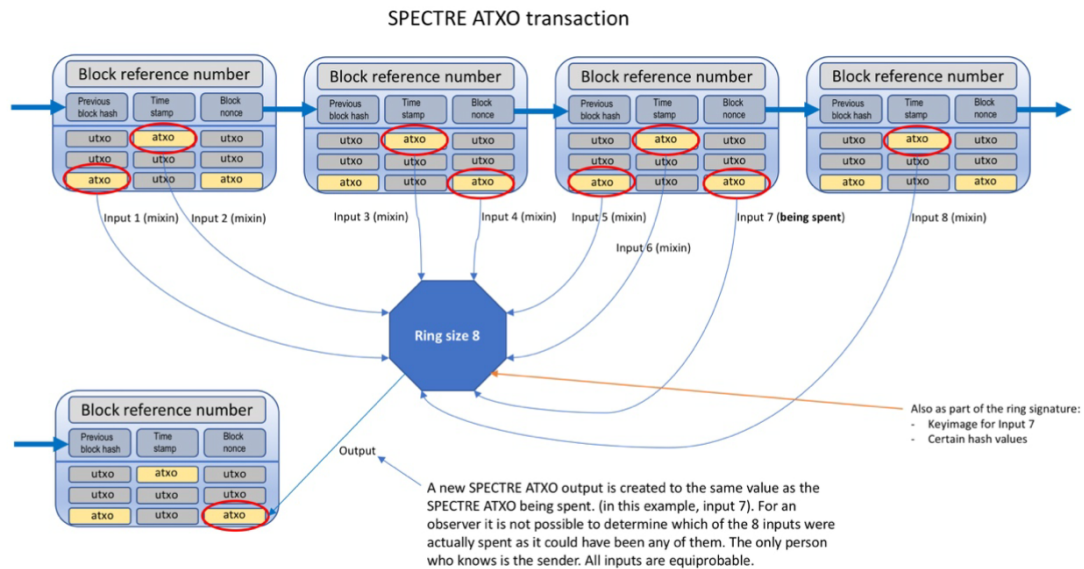 SPECTRE ATXO transaction
Block reference number
Previous block hash
Time stamp
Block nonce
utxo atxo utxo
utxo utxo utxo
atxo utxo atxo
Block reference number
Previous block hash
Time stamp
Block nonce
utxo atxo utxo
utxo utxo utxo
atxo utxo atxo
Block reference number
Previous block hash
Time stamp
Block nonce
utxo atxo utxo
utxo utxo utxo
atxo utxo atxo
Block reference number
Previous block hash
Time stamp
Block nonce
utxo atxo utxo
utxo utxo utxo
atxo utxo atxo
Input 1 (mixin)
Input 2 (mixin)
Input 3 (mixin)
Input 4 (mixin)
Input 5 (mixin)
Input 6 (mixin)
Input 7 (being spent)
Input 8 (mixin)
Ring size 8
Block reference number
Previous block hash
Time stamp
Block nonce
utxo atxo utxo
utxo utxo utxo
atxo utxo atxo
Output
Also as part of the ring signature:
- Keyimage for Input 7
- Certain hash values
A new SPECTRE ATXO output is created to the same value as the
SPECTRE ATXO being spent. (in this example, input 7). For an
observer it is not possible to determine which of the 8 inputs were
actually spent as it could have been any of them. The only person
who knows is the sender. All inputs are equiprobable.